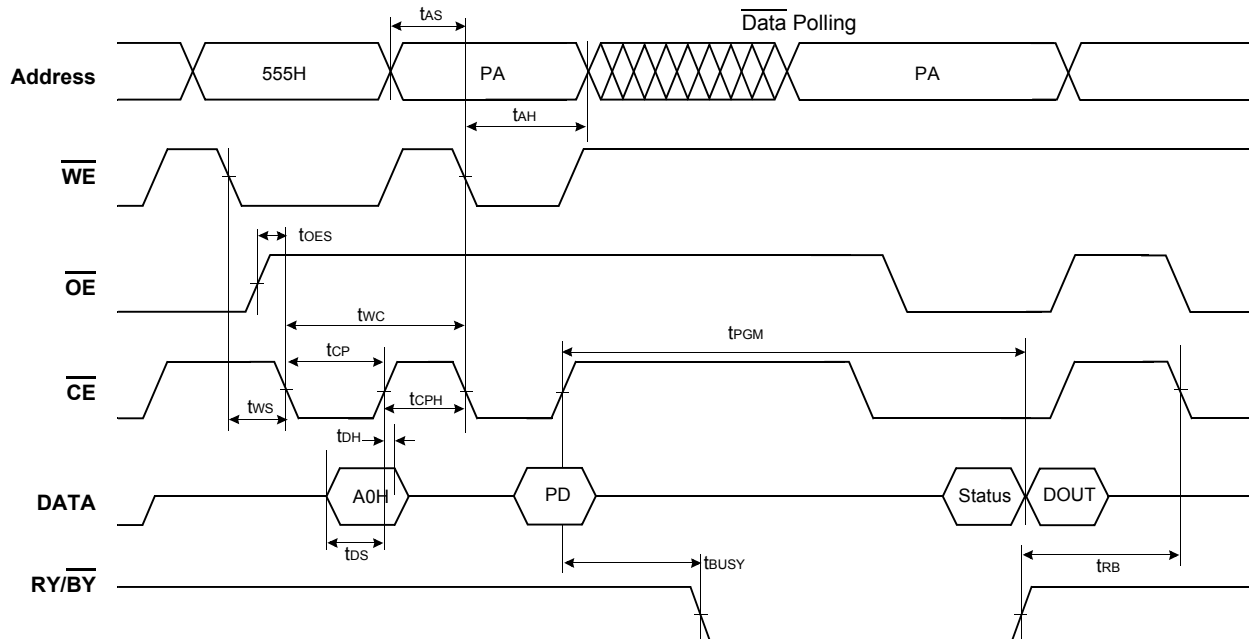 tAS
Data Polling
Address
555H
PA
PA
tAH
WE
tOES
OE
tWC
tPGM
tCP
CE
tCPH
tWS
tDH
DATA
A0H
PD
Status
DOUT
tDS
tBUSY
tRB
RY/BY